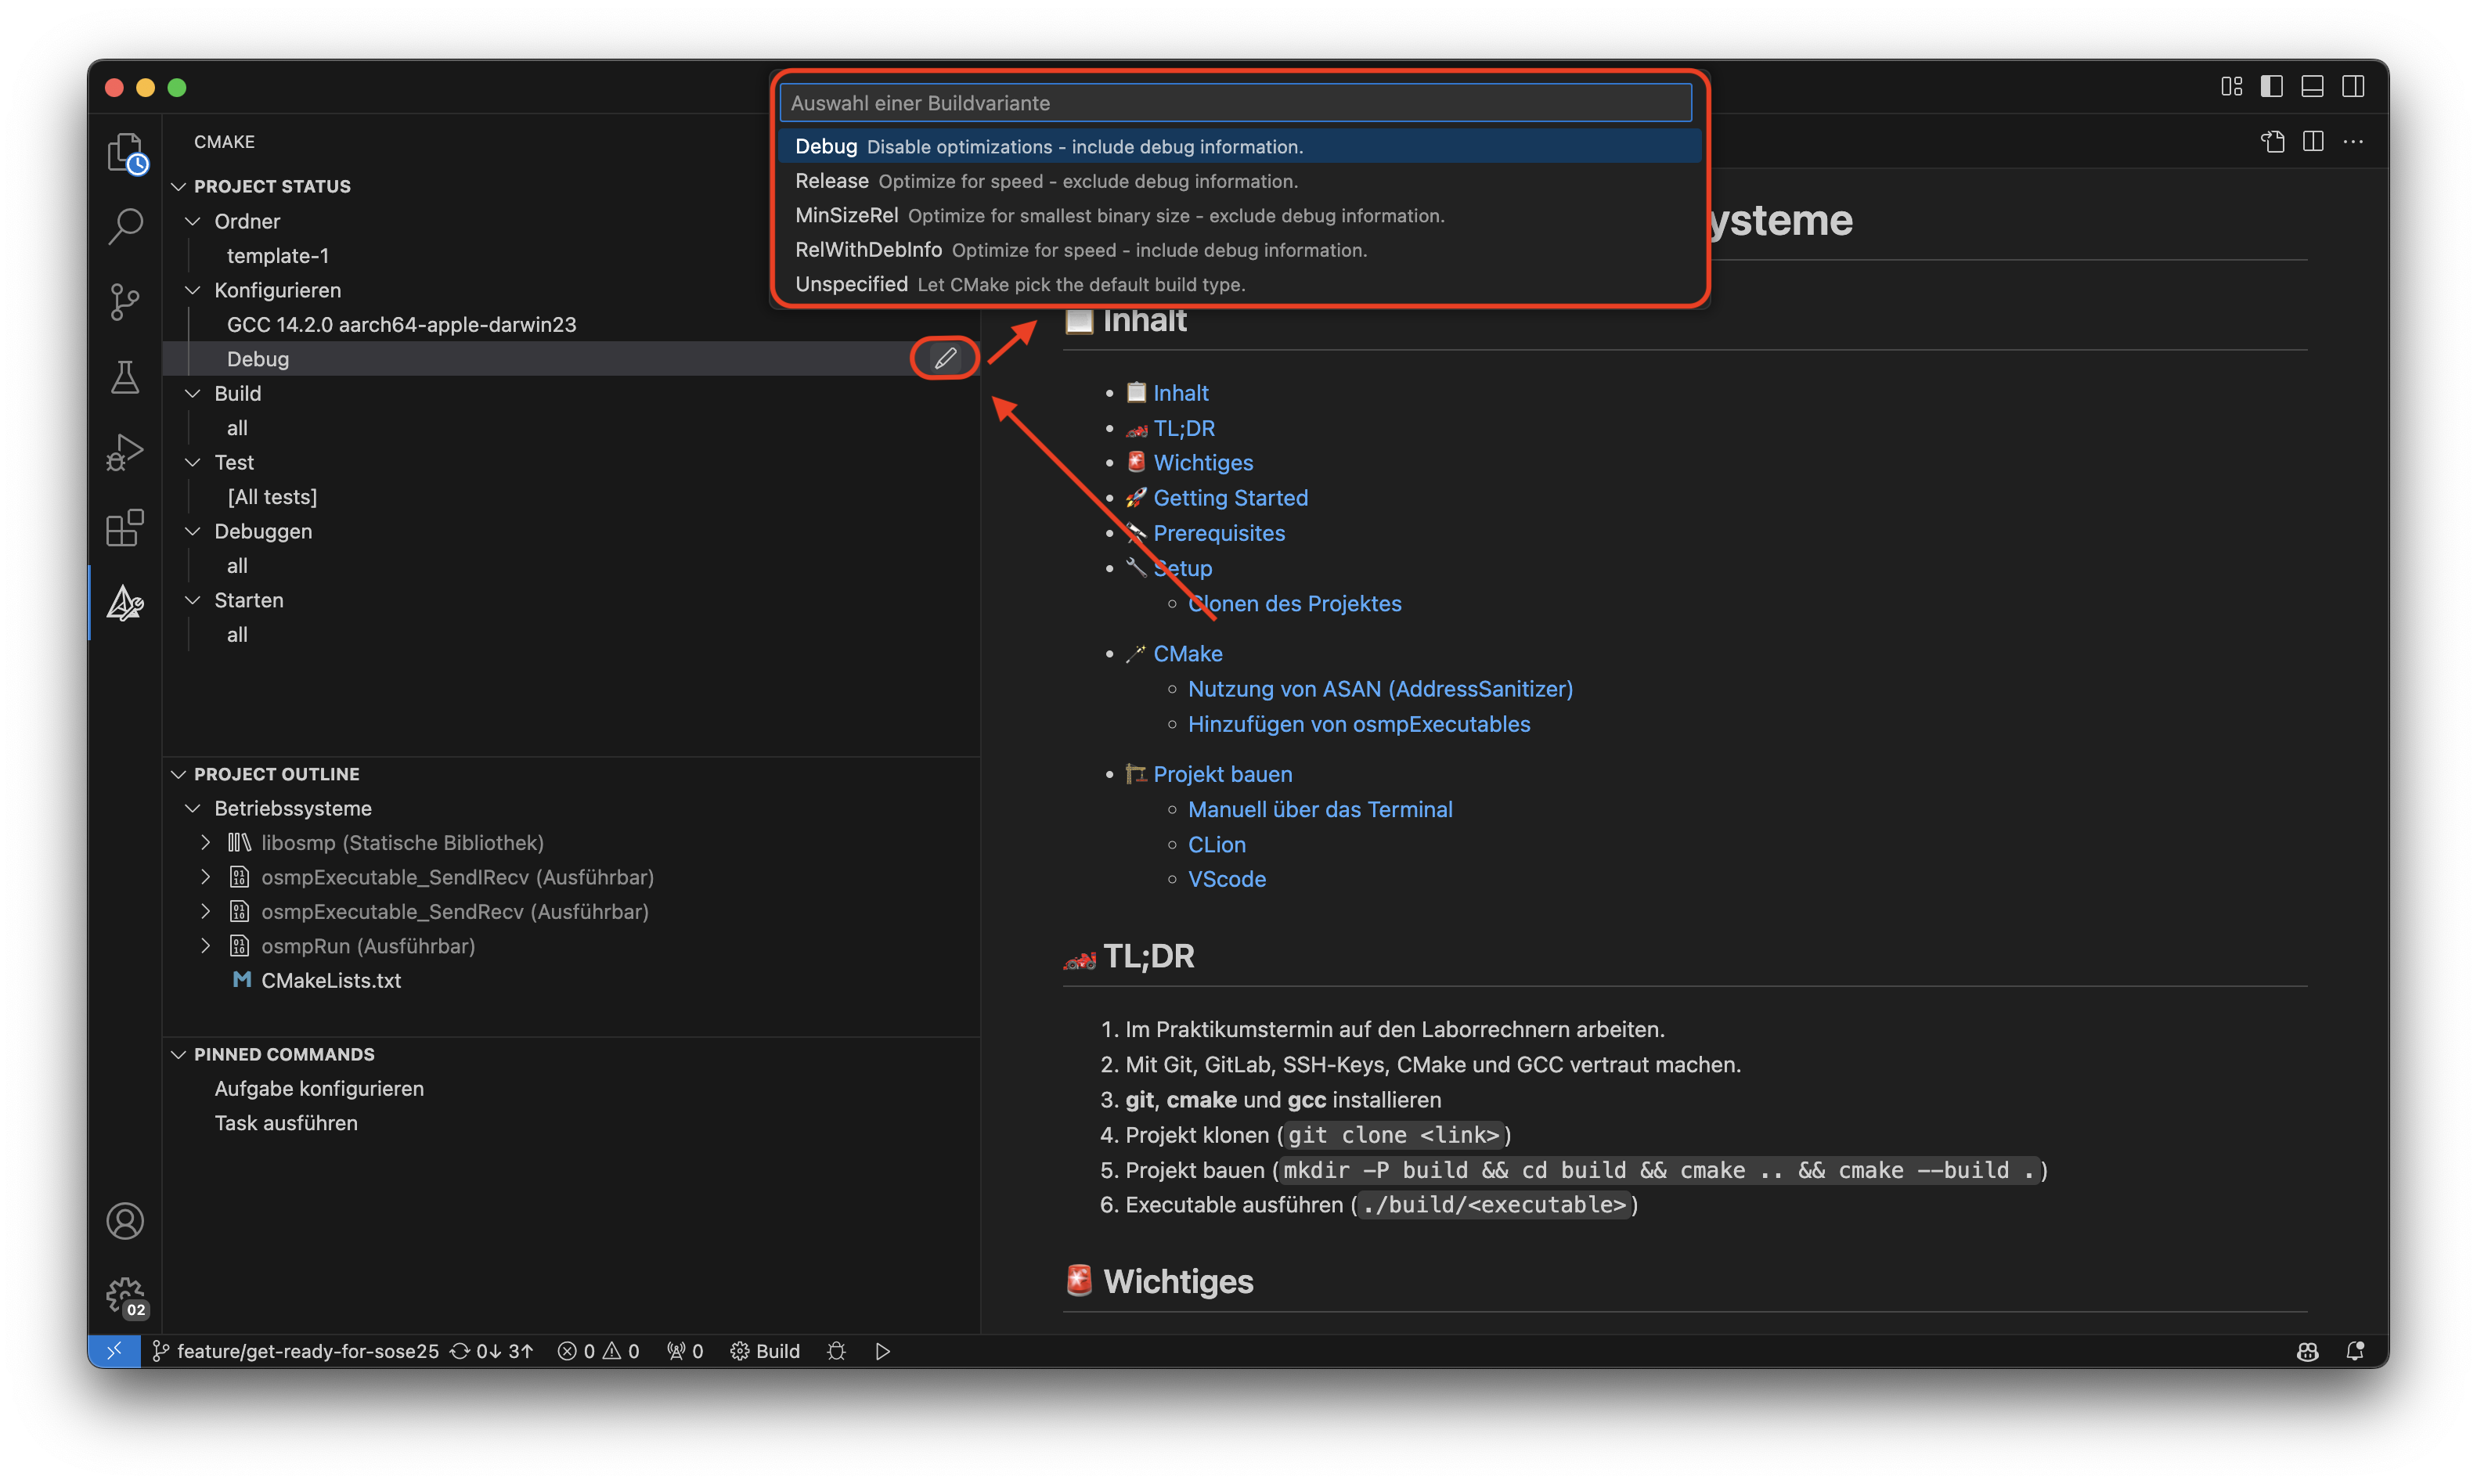 Auswahl einer Buildvariante
Debug Disable optimizations - include debug information.
Release Optimize for speed - exclude debug information.
MinSizeRel Optimize for smallest binary size - exclude debug information.
RelWithDebInfo Optimize for speed - include debug information.
Unspecified Let CMake pick the default build type.
CMAKE
PROJECT STATUS
Ordner
template-1
Konfigurieren
GCC 14.2.0 aarch64-apple-darwin23
Debug
Build
all
Test
[All tests]
Debuggen
all
Starten
all
PROJECT OUTLINE
Betriebssysteme
libosmp (Statische Bibliothek)
osmpExecutable_SendIRecv (Ausführbar)
osmpExecutable_SendRecv (Ausführbar)
osmpRun (Ausführbar)
M CMakeLists.txt
PINNED COMMANDS
Aufgabe konfigurieren
Task ausführen
02
ysteme
📋 Inhalt
• 📋 Inhalt
• 🏎️ TL;DR
• 🚨 Wichtiges
• 🚀 Getting Started
• 🔭 Prerequisites
• 🔧 Setup
◦ Clonen des Projektes
• 🪄 CMake
◦ Nutzung von ASAN (AddressSanitizer)
◦ Hinzufügen von osmpExecutables
• 🏗️ Projekt bauen
◦ Manuell über das Terminal
◦ CLion
◦ VScode
🏎️ TL;DR
1. Im Praktikumstermin auf den Laborrechnern arbeiten.
2. Mit Git, GitLab, SSH-Keys, CMake und GCC vertraut machen.
3. git, cmake und gcc installieren
4. Projekt klonen (git clone <link>)
5. Projekt bauen (mkdir -P build && cd build && cmake .. && cmake --build .)
6. Executable ausführen (./build/<executable>)
🚨 Wichtiges
feature/get-ready-for-sose25 0↓ 3↑ 0 0 0 Build